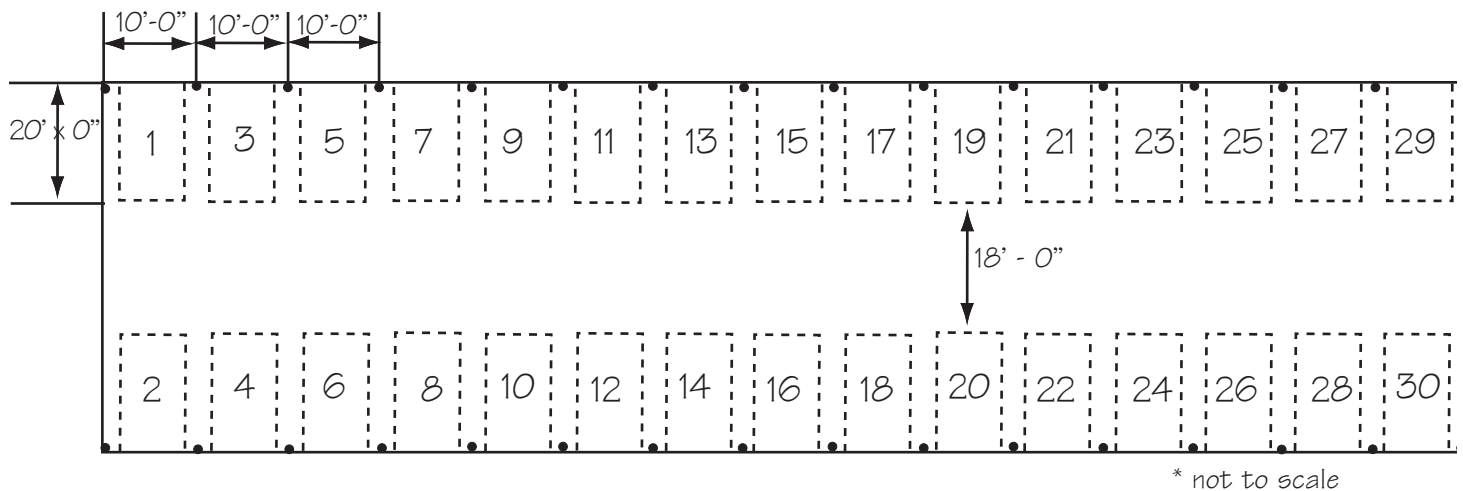 10'-0” 10'-0” 10'-0”
20' x 0”
1 3 5 7 9 11 13 15 17 19 21 23 25 27 29
18' - 0”
2 4 6 8 10 12 14 16 18 20 22 24 26 28 30
* not to scale